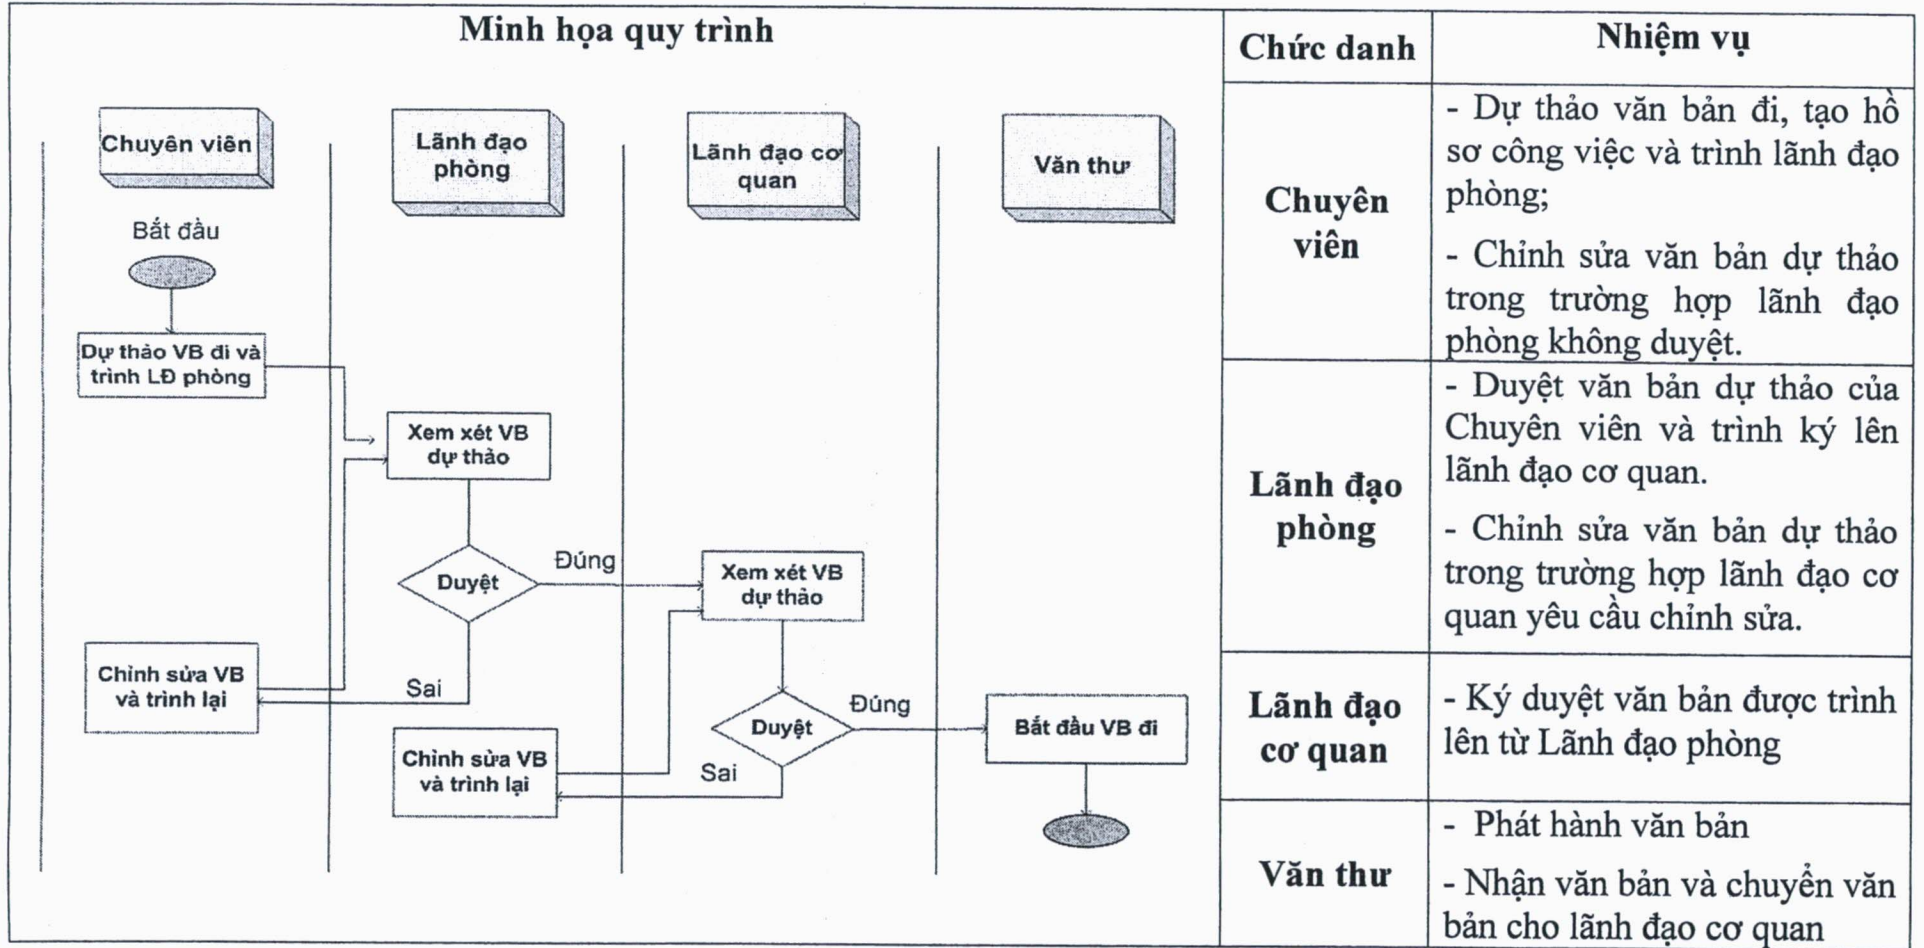 Minh họa quy trình
Chuyên viên
Lãnh đạo
phòng
Lãnh đạo cơ
quan
Văn thư
Bắt đầu
Dự thảo VB đi và
trình LĐ phòng
Xem xét VB
dự thảo
Duyệt
Đúng
Xem xét VB
dự thảo
Chỉnh sửa VB
và trình lại
Sai
Duyệt
Đúng
Bắt đầu VB đi
Chỉnh sửa VB
và trình lại
Sai
Chức danh
Nhiệm vụ
Chuyên
viên
- Dự thảo văn bản đi, tạo hồ
sơ công việc và trình lãnh đạo
phòng;
- Chỉnh sửa văn bản dự thảo
trong trường hợp lãnh đạo
phòng không duyệt.
Lãnh đạo
phòng
- Duyệt văn bản dự thảo của
Chuyên viên và trình ký lên
lãnh đạo cơ quan.
- Chỉnh sửa văn bản dự thảo
trong trường hợp lãnh đạo cơ
quan yêu cầu chỉnh sửa.
Lãnh đạo
cơ quan
- Ký duyệt văn bản được trình
lên từ Lãnh đạo phòng
Văn thư
- Phát hành văn bản
- Nhận văn bản và chuyển văn
bản cho lãnh đạo cơ quan